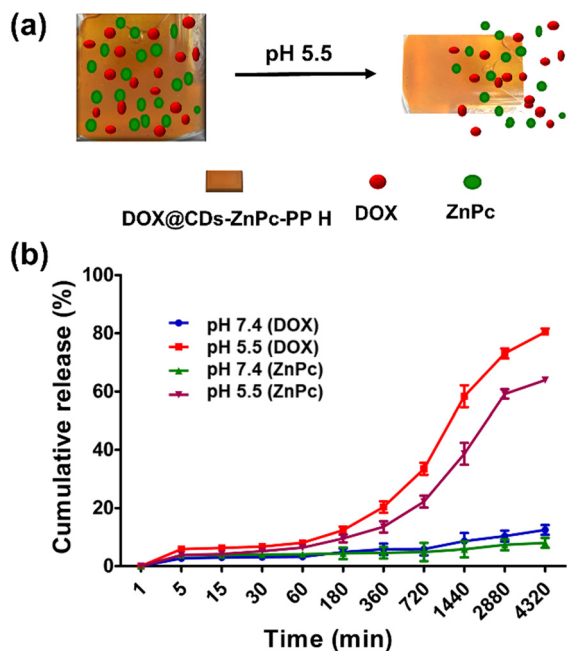 (a)
pH 5.5
DOX@CDs-ZnPc-PP H
DOX
ZnPc
(b)
Cumulative release (%)
100
80
60
40
20
0
pH 7.4 (DOX)
pH 5.5 (DOX)
pH 7.4 (ZnPc)
pH 5.5 (ZnPc)
1 5 15 30 60 180 360 720 1440 2880 4320
Time (min)